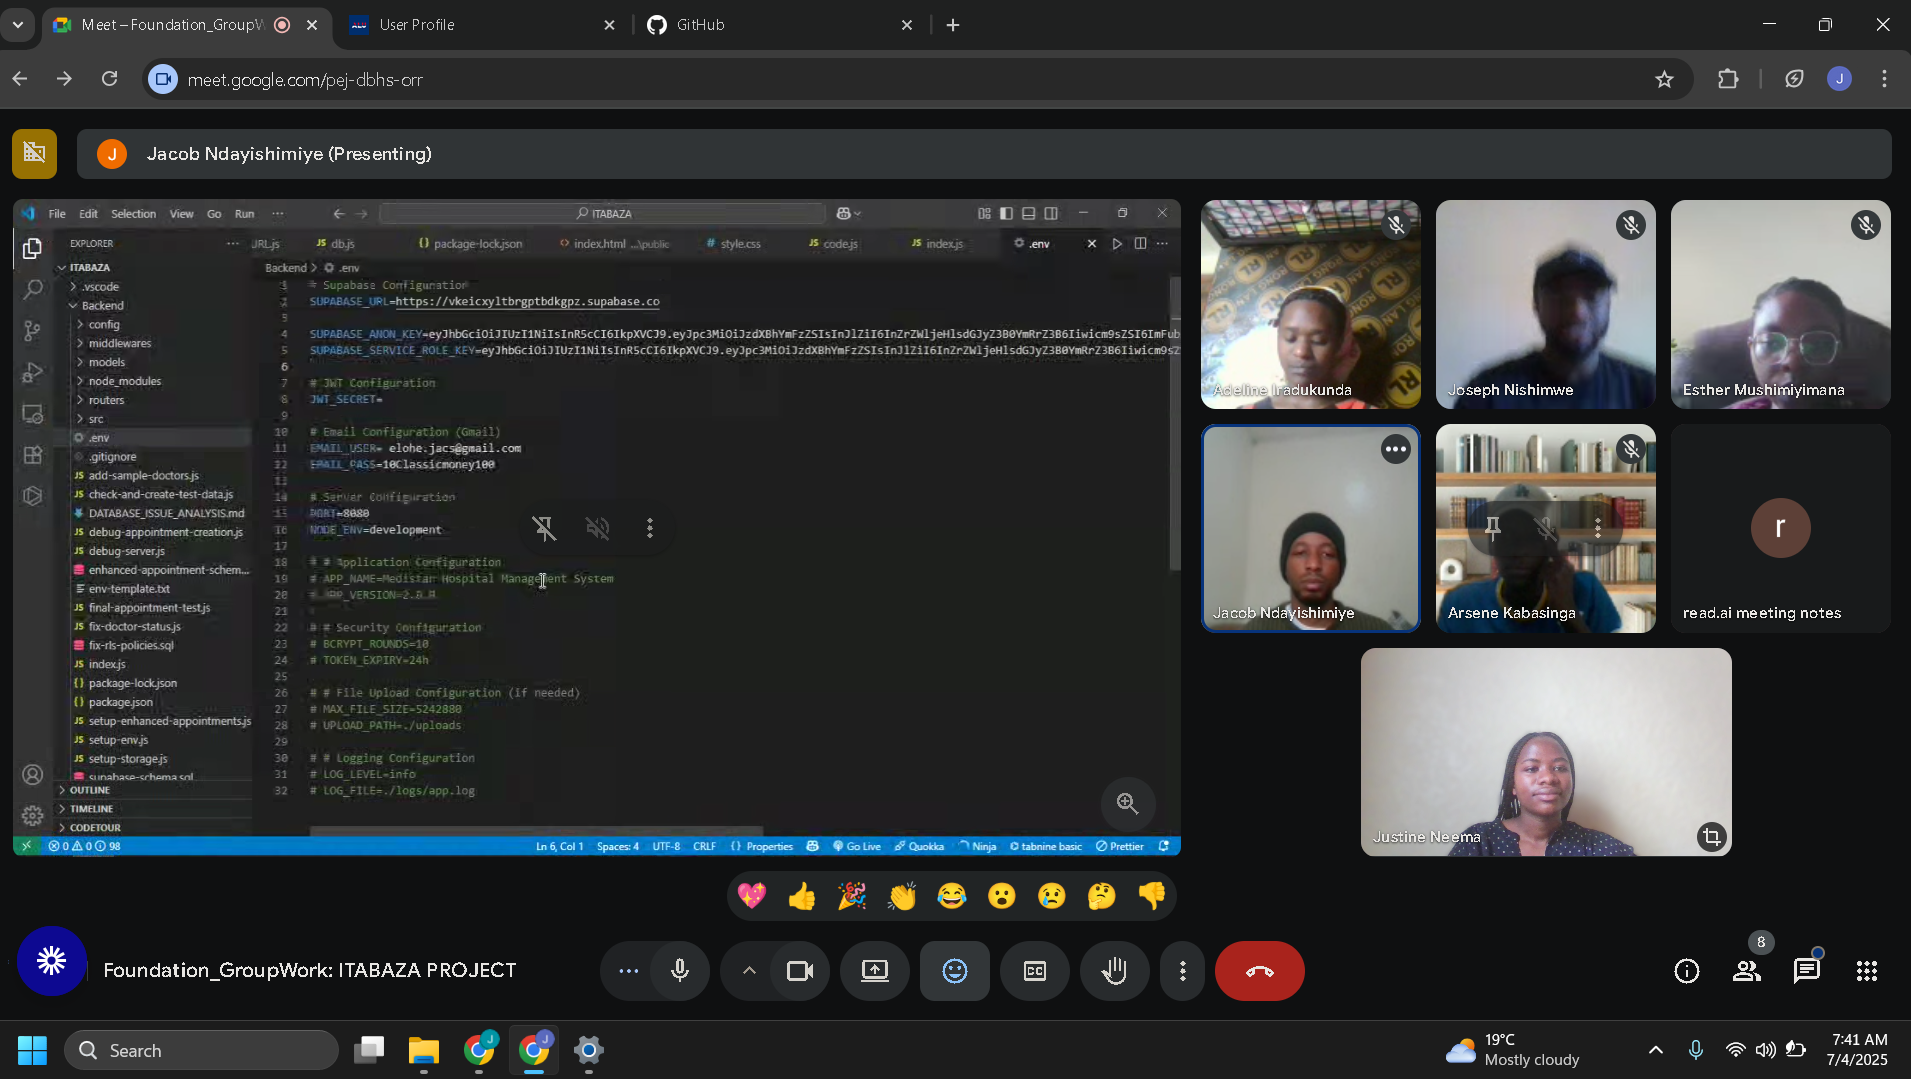 Meet – Foundation_GroupW
User Profile
GitHub
meet.google.com/pej-dbhs-orr
J
J
Jacob Ndayishimiye (Presenting)
File Edit Selection View Go Run
ITABAZA
EXPLORER
URL.js
db.js
package-lock.json
index.html ...\public
style.css
code.js
index.js
.env
Backend > .env
ITABAZA
.vscode
Backend
config
middlewares
models
node_modules
routers
src
.env
.gitignore
add-sample-doctors.js
check-and-create-test-data.js
DATABASE_ISSUE_ANALYSIS.md
debug-appointment-creation.js
debug-server.js
enhanced-appointment-schem...
env-template.txt
final-appointment-test.js
fix-doctor-status.js
fix-rls-policies.sql
index.js
package-lock.json
package.json
setup-enhanced-appointments.js
setup-env.js
setup-storage.js
supabase-schema.sql
OUTLINE
TIMELINE
CODETOUR
1 # Supabase Configuration
2 SUPABASE_URL=https://vkeicxyltbrgptbdkgpz.supabase.co
3
4 SUPABASE_ANON_KEY=
5 SUPABASE_SERVICE_ROLE_KEY=
6
7 # JWT Configuration
8 JWT_SECRET=
9
10 # Email Configuration (Gmail)
11 EMAIL_USER= elohe.jacs@gmail.com
12 EMAIL_PASS=10Classicmoney100
13
14 # Server Configuration
15 PORT=8080
16 NODE_ENV=development
17
18 # # Application Configuration
19 # APP_NAME=Medistar Hospital Management System
20 # APP_VERSION=2.0.0
21
22 # # Security Configuration
23 # BCRYPT_ROUNDS=10
24 # TOKEN_EXPIRY=24h
25
26 # # File Upload Configuration (if needed)
27 # MAX_FILE_SIZE=5242880
28 # UPLOAD_PATH=./uploads
29
30 # # Logging Configuration
31 # LOG_LEVEL=info
32 # LOG_FILE=./logs/app.log
0 0 98
Ln 6, Col 1
Spaces: 4
UTF-8
CRLF
{} Properties
Go Live
Quokka
Ninja
tabnine basic
Prettier
Adeline Iradukunda
Joseph Nishimwe
Esther Mushimiyimana
Jacob Ndayishimiye
Arsene Kabasinga
r
read.ai meeting notes
Justine Neema
Foundation_GroupWork: ITABAZA PROJECT
8
Search
19°C
Mostly cloudy
7:41 AM
7/4/2025